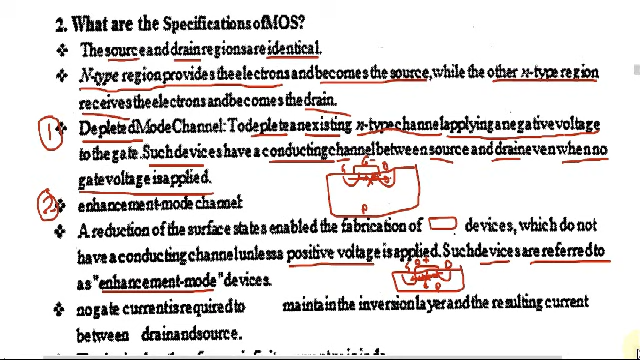 2. What are the Specifications of MOS?
❖ The source and drain regions are identical.
❖ N-type region provides the electrons and becomes the source, while the other n-type region
receives the electrons and becomes the drain.
1 ❖ Depleted Mode Channel: To deplete an existing n-type channel applying a negative voltage
to the gate. Such devices have a conducting channel between source and drain even when no
gate voltage is applied.
2 ❖ enhancement-mode channel
❖ A reduction of the surface states enabled the fabrication of devices, which do not
have a conducting channel unless a positive voltage is applied. Such devices are referred to
as "enhancement-mode" devices.
❖ no gate current is required to maintain the inversion layer and the resulting current
between drain and source.